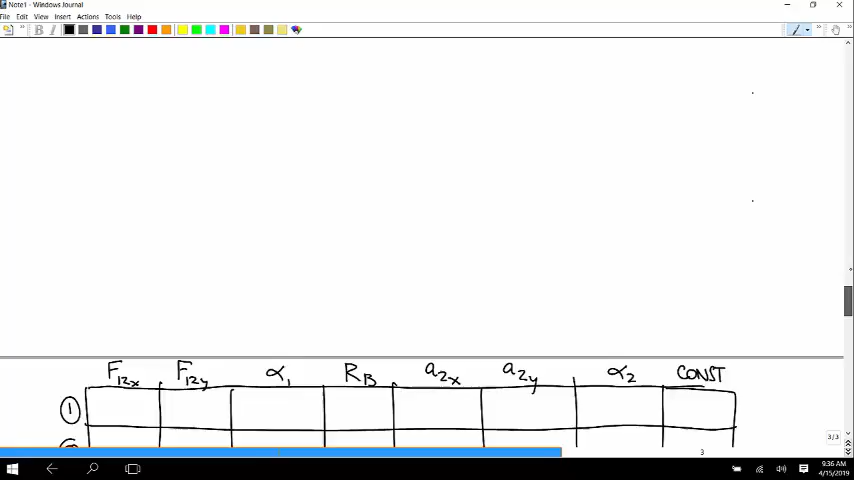 Note1 - Windows Journal
File Edit View Insert Actions Tools Help
B I
F12x F12y α1 RB a2x a2y α2 CONST
1
3/3
3
9:36 AM
4/15/2019